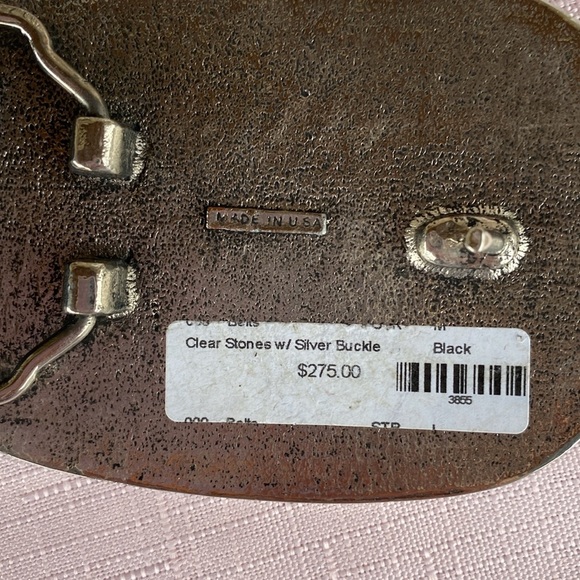 MADE IN USA
Belts
Clear Stones w/ Silver Buckle Black
$275.00
3855
Belts STR